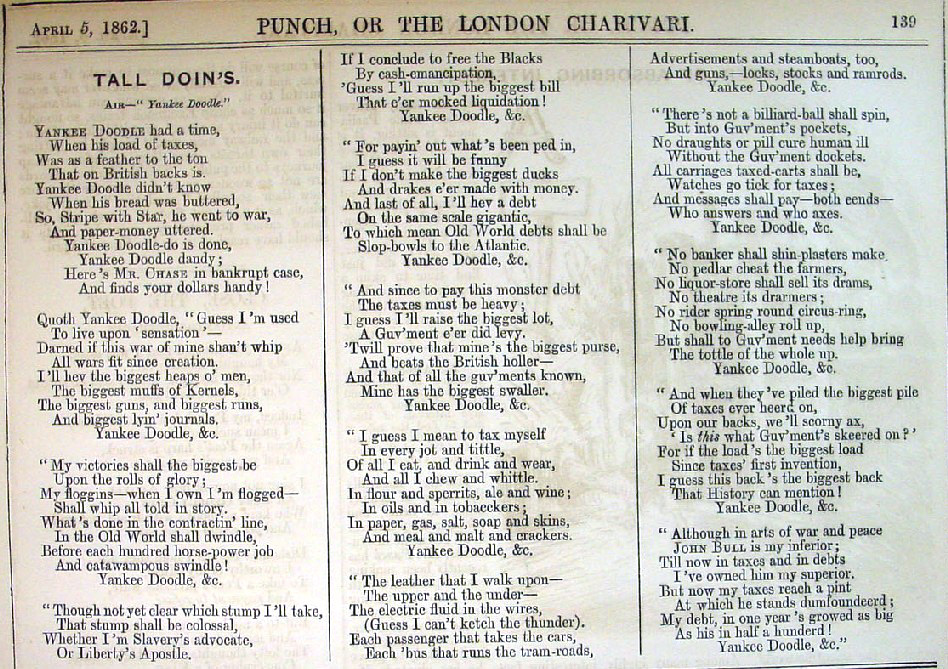 APRIL 5, 1862.]
PUNCH, OR THE LONDON CHARIVARI.
139
TALL DOIN'S.
AIR—"Yankee Doodle."
YANKEE DOODLE had a time,
When his load of taxes,
Was as a feather to the ton
That on British backs is.
Yankee Doodle didn't know
When his bread was buttered,
So, Stripe with Star, he went to war,
And paper-money uttered.
Yankee Doodle-do is done,
Yankee Doodle dandy;
Here's MR. CHASE in bankrupt case,
And finds your dollars handy!
Quoth Yankee Doodle, "Guess I'm used
To live upon 'sensation'—
Darned if this war of mine shan't whip
All wars fit since creation.
I'll hev the biggest heaps o' men,
The biggest muffs of Kernels,
The biggest guns, and biggest runs,
And biggest lyin' journals.
Yankee Doodle, &c.
"My victories shall the biggest be
Upon the rolls of glory;
My floggins—when I own I'm flogged—
Shall whip all told in story.
What's done in the contractin' line,
In the Old World shall dwindle,
Before each hundred horse-power job
And catawampous swindle!
Yankee Doodle, &c.
"Though not yet clear which stump I'll take,
That stump shall be colossal,
Whether I'm Slavery's advocate,
Or Liberty's Apostle.
If I conclude to free the Blacks
By cash-emancipation,
'Guess I'll run up the biggest bill
That e'er mocked liquidation!
Yankee Doodle, &c.
"For payin' out what's been ped in,
I guess it will be funny
If I don't make the biggest ducks
And drakes e'er made with money.
And last of all, I'll hev a debt
On the same scale gigantic,
To which mean Old World debts shall be
Slop-bowls to the Atlantic.
Yankee Doodle, &c.
"And since to pay this monster debt
The taxes must be heavy;
I guess I'll raise the biggest lot,
A Guv'ment e'er did levy.
'Twill prove that mine's the biggest purse,
And beats the British holler—
And that of all the guv'ments known,
Mine has the biggest swaller.
Yankee Doodle, &c.
"I guess I mean to tax myself
In every jot and tittle,
Of all I eat, and drink and wear,
And all I chew and whittle.
In flour and sperrits, ale and wine;
In oils and in tobaeckers;
In paper, gas, salt, soap and skins,
And meal and malt and crackers.
Yankee Doodle, &c.
"The leather that I walk upon—
The upper and the under—
The electric fluid in the wires,
(Guess I can't ketch the thunder).
Each passenger that takes the cars,
Each 'bus that runs the tram-roads,
Advertisements and steamboats, too,
And guns,—locks, stocks and ramrods.
Yankee Doodle, &c.
"There's not a billiard-ball shall spin,
But into Guv'ment's pockets,
No draughts or pill cure human ill
Without the Guv'ment dockets.
All carriages taxed-carts shall be,
Watches go tick for taxes;
And messages shall pay—both ends—
Who answers and who axes.
Yankee Doodle, &c.
"No banker shall shin-plasters make,
No pedlar cheat the farmers,
No liquor-store shall sell its drams,
No theatre its drarmers;
No rider spring round circus-ring,
No bowling-alley roll up,
But shall to Guv'ment needs help bring
The tottle of the whole up.
Yankee Doodle, &c.
"And when they've piled the biggest pile
Of taxes ever heerd on,
Upon our backs, we'll scorny ax,
'Is this what Guv'ment's skeered on?'
For if the load's the biggest load
Since taxes' first invention,
I guess this back's the biggest back
That History can mention!
Yankee Doodle, &c.
"Although in arts of war and peace
JOHN BULL is my inferior;
Till now in taxes and in debts
I've owned him my superior.
But now my taxes reach a pint
At which he stands dumfoundeerd;
My debt, in one year's growed as big
As his in half a hunderd!
Yankee Doodle, &c."